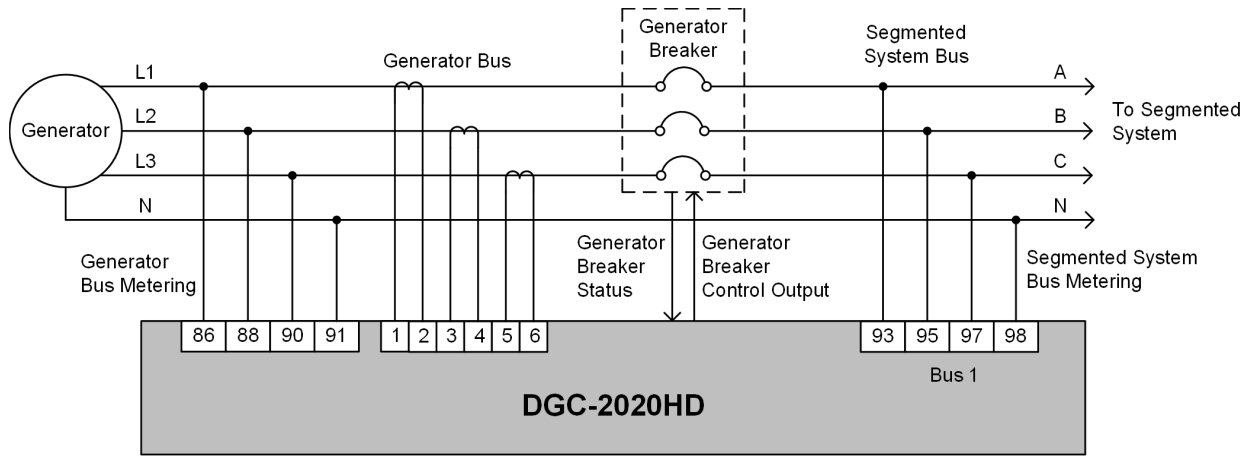 Generator
Breaker
Segmented
System Bus
Generator Bus
L1
A
L2
B
To Segmented
System
Generator
L3
C
N
N
Generator
Bus Metering
Generator
Breaker
Status
Generator
Breaker
Control Output
Segmented System
Bus Metering
86 88 90 91 1 2 3 4 5 6 93 95 97 98
Bus 1
DGC-2020HD